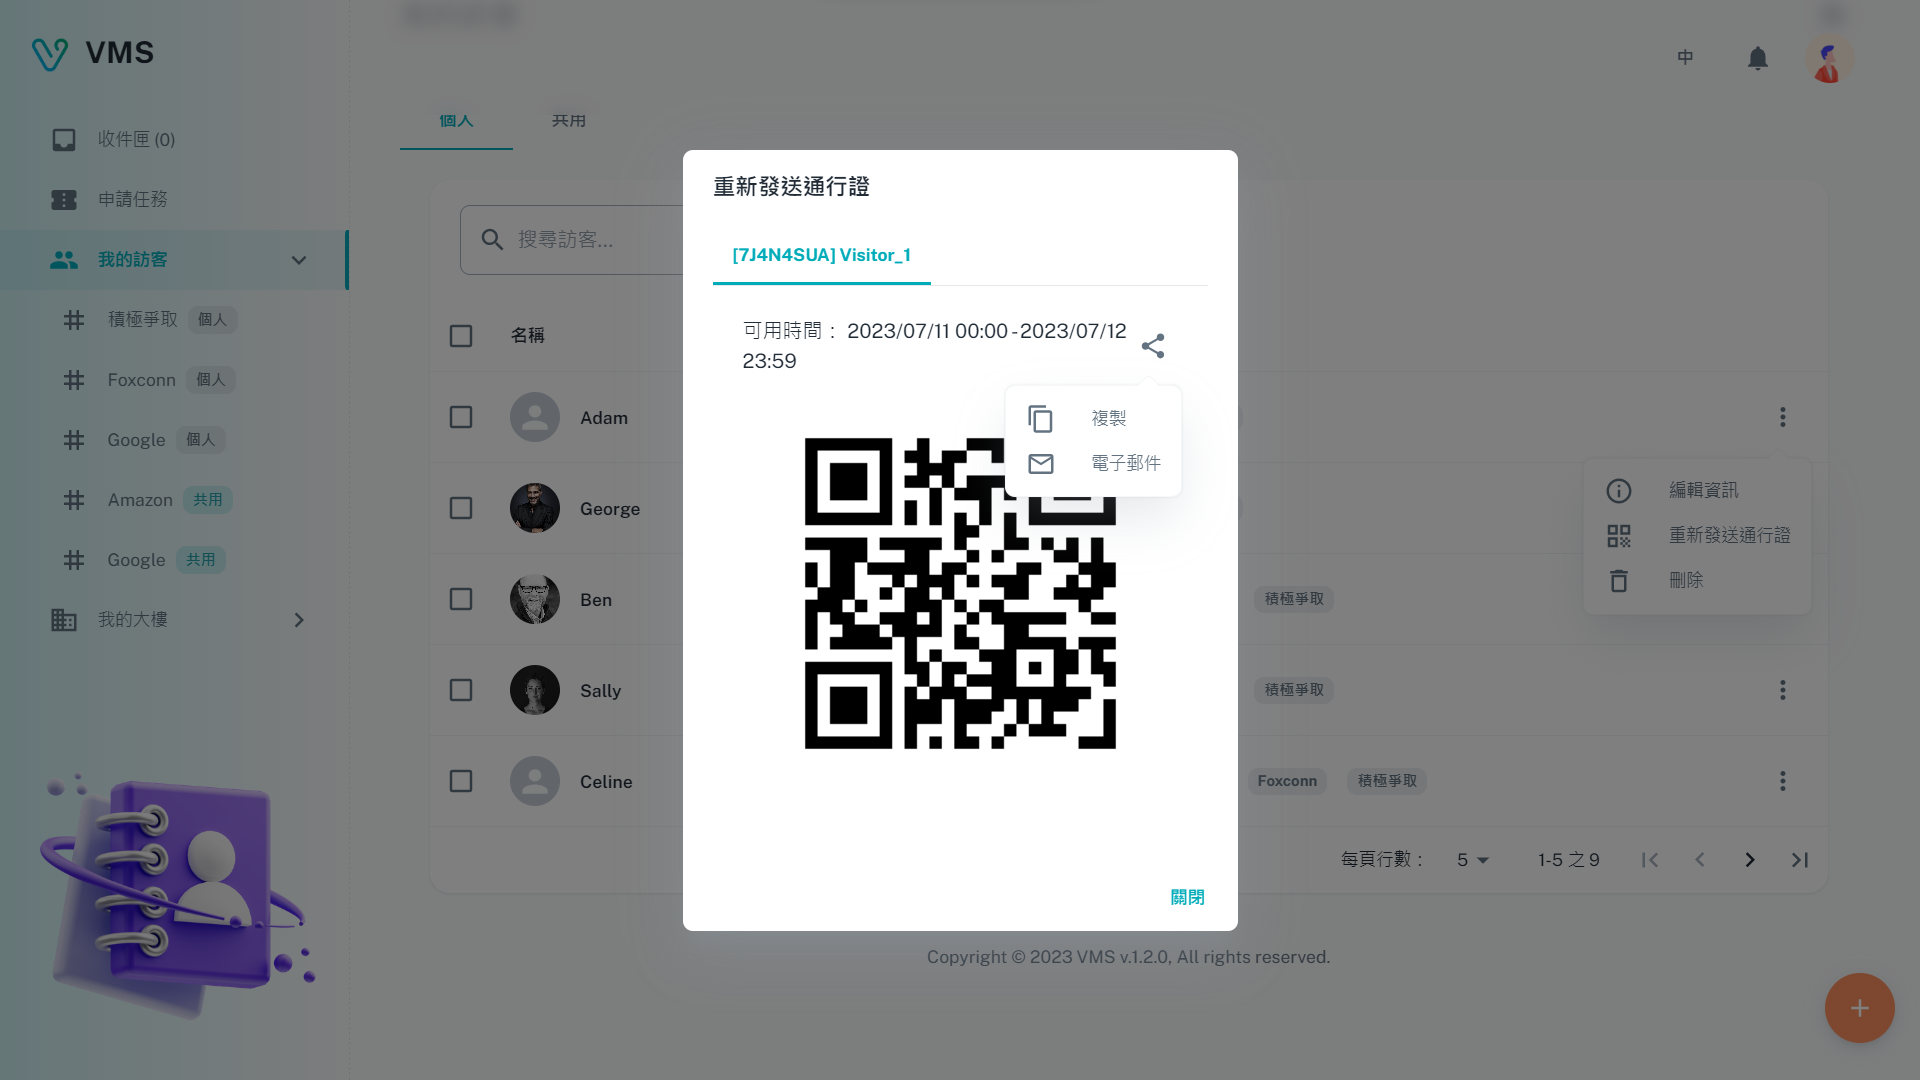 VMS
中
收件匣 (0)
申請任務
我的訪客
積極爭取 個人
Foxconn 個人
Google 個人
Amazon 共用
Google 共用
我的大樓
個人 共用
搜尋訪客...
名稱
Adam
George
Ben 積極爭取
Sally 積極爭取
Celine Foxconn 積極爭取
編輯資訊
重新發送通行證
刪除
每頁行數： 5 1-5 之 9
重新發送通行證
[7J4N4SUA] Visitor_1
可用時間： 2023/07/11 00:00 - 2023/07/12
23:59
複製
電子郵件
關閉
Copyright © 2023 VMS v.1.2.0, All rights reserved.